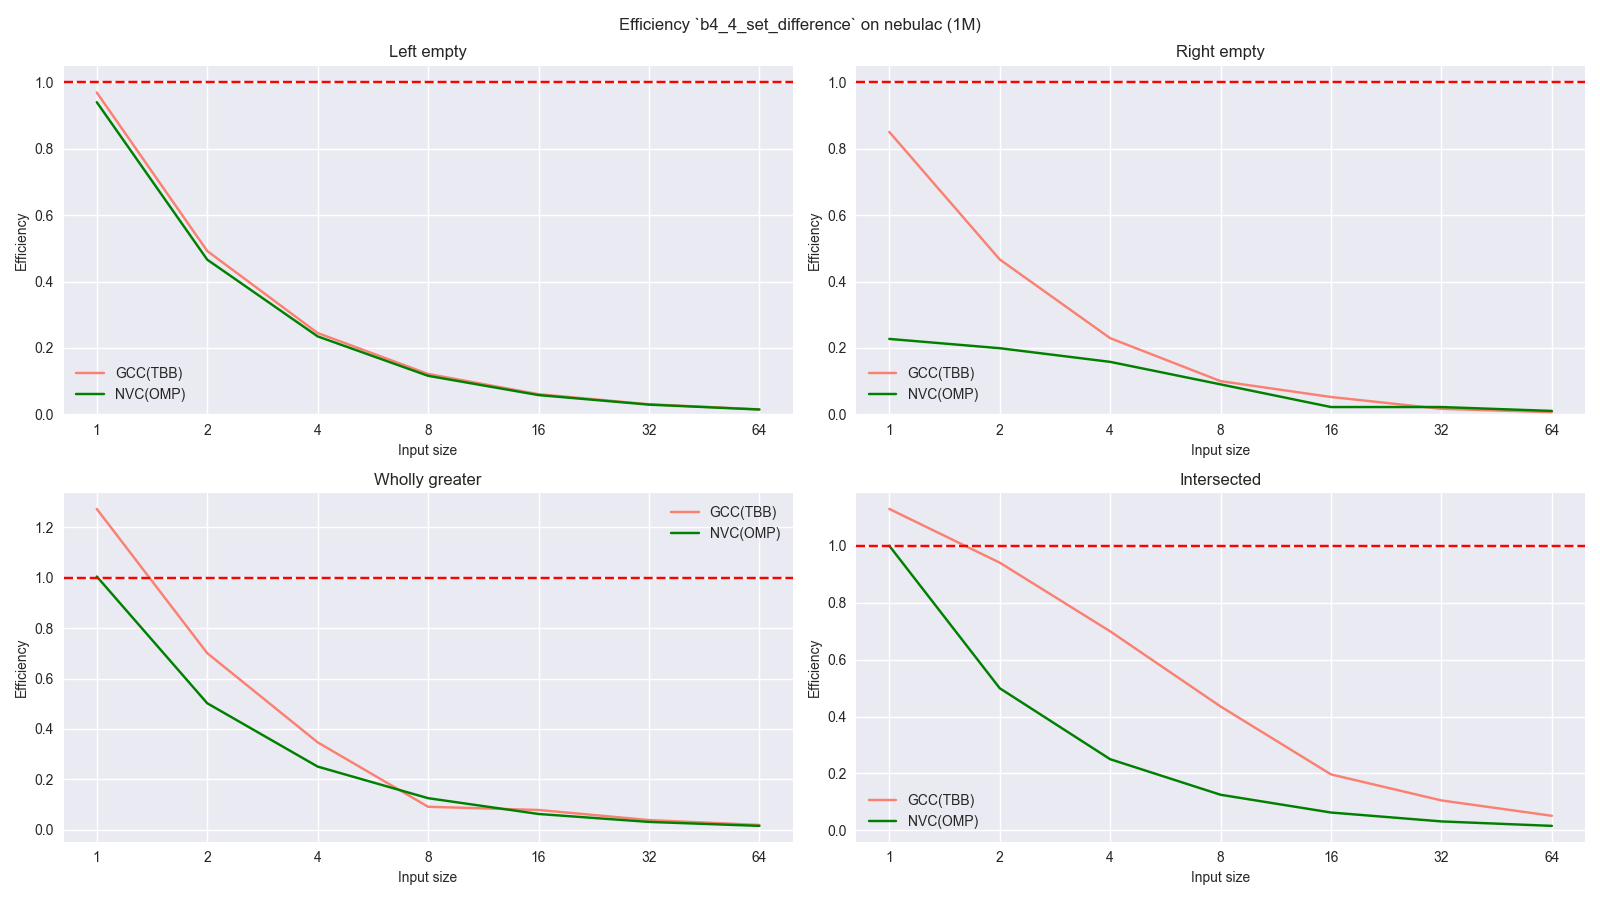 Efficiency `b4_4_set_difference` on nebulac (1M)
Left empty
1.0
0.8
0.6
0.4
0.2
0.0
Efficiency
GCC(TBB)
NVC(OMP)
1 2 4 8 16 32 64
Input size
Right empty
1.0
0.8
0.6
0.4
0.2
0.0
Efficiency
GCC(TBB)
NVC(OMP)
1 2 4 8 16 32 64
Input size
Wholly greater
1.2
1.0
0.8
0.6
0.4
0.2
0.0
Efficiency
GCC(TBB)
NVC(OMP)
1 2 4 8 16 32 64
Input size
Intersected
1.0
0.8
0.6
0.4
0.2
0.0
Efficiency
GCC(TBB)
NVC(OMP)
1 2 4 8 16 32 64
Input size